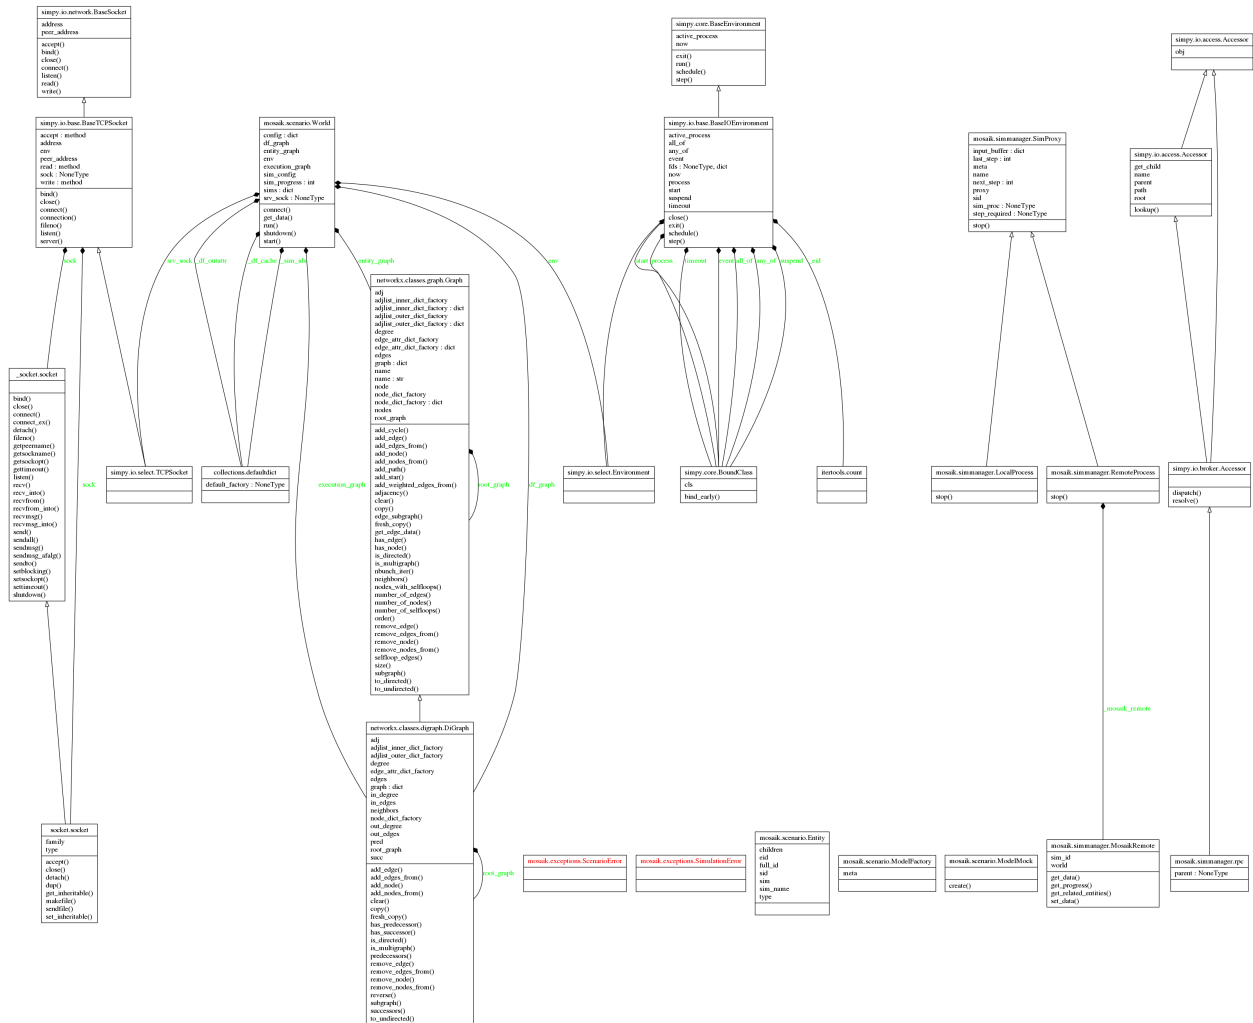 simpy.io.network.BaseSocket
address
peer_address
accept()
bind()
close()
connect()
listen()
read()
write()
simpy.core.BaseEnvironment
active_process
now
exit()
run()
schedule()
step()
simpy.io.access.Accessor
obj
simpy.io.base.BaseTCPSocket
accept : method
address
env
peer_address
read : method
sock : NoneType
write : method
bind()
close()
connect()
connection()
fileno()
listen()
server()
mosaik.scenario.World
config : dict
df_graph
entity_graph
env
execution_graph
sim_config
sim_progress : int
sims : dict
srv_sock : NoneType
connect()
get_data()
run()
shutdown()
start()
simpy.io.base.BaseIOEnvironment
active_process
all_of
any_of
event
fds : NoneType, dict
now
process
start
suspend
timeout
close()
exit()
schedule()
step()
mosaik.simmanager.SimProxy
input_buffer : dict
last_step : int
meta
name
next_step : int
proxy
sid
sim_proc : NoneType
step_required : NoneType
stop()
simpy.io.access.Accessor
get_child
name
parent
path
root
lookup()
sock
srv_sock
_df_outattr
_df_cache
_sim_ids
entity_graph
env
start
process
timeout
event
all_of
any_of
suspend
eid
networkx.classes.graph.Graph
adj
adjlist_inner_dict_factory
adjlist_inner_dict_factory : dict
adjlist_outer_dict_factory
adjlist_outer_dict_factory : dict
degree
edge_attr_dict_factory
edge_attr_dict_factory : dict
edges
graph : dict
name
name : str
node
node_dict_factory
node_dict_factory : dict
nodes
root_graph
add_cycle()
add_edge()
add_edges_from()
add_node()
add_nodes_from()
add_path()
add_star()
add_weighted_edges_from()
adjacency()
clear()
copy()
edge_subgraph()
fresh_copy()
get_edge_data()
has_edge()
has_node()
is_directed()
is_multigraph()
nbunch_iter()
neighbors()
nodes_with_selfloops()
number_of_edges()
number_of_nodes()
number_of_selfloops()
order()
remove_edge()
remove_edges_from()
remove_node()
remove_nodes_from()
selfloop_edges()
size()
subgraph()
to_directed()
to_undirected()
_socket.socket
bind()
close()
connect()
connect_ex()
detach()
fileno()
getpeername()
getsockname()
getsockopt()
gettimeout()
listen()
recv()
recv_into()
recvfrom()
recvfrom_into()
recvmsg()
recvmsg_into()
send()
sendall()
sendmsg()
sendmsg_afalg()
sendto()
setblocking()
setsockopt()
settimeout()
shutdown()
simpy.io.select.TCPSocket
collections.defaultdict
default_factory : NoneType
simpy.io.select.Environment
simpy.core.BoundClass
cls
bind_early()
itertools.count
mosaik.simmanager.LocalProcess
stop()
mosaik.simmanager.RemoteProcess
stop()
simpy.io.broker.Accessor
dispatch()
resolve()
sock
execution_graph
root_graph
df_graph
_mosaik_remote
networkx.classes.digraph.DiGraph
adj
adjlist_inner_dict_factory
adjlist_outer_dict_factory
degree
edge_attr_dict_factory
edges
graph : dict
in_degree
in_edges
neighbors
node_dict_factory
out_degree
out_edges
pred
root_graph
succ
add_edge()
add_edges_from()
add_node()
add_nodes_from()
clear()
copy()
fresh_copy()
has_predecessor()
has_successor()
is_directed()
is_multigraph()
predecessors()
remove_edge()
remove_edges_from()
remove_node()
remove_nodes_from()
reverse()
subgraph()
successors()
to_undirected()
root_graph
socket.socket
family
type
accept()
close()
detach()
dup()
get_inheritable()
makefile()
sendfile()
set_inheritable()
mosaik.exceptions.ScenarioError
mosaik.exceptions.SimulationError
mosaik.scenario.Entity
children
eid
full_id
sid
sim
sim_name
type
mosaik.scenario.ModelFactory
meta
mosaik.scenario.ModelMock
create()
mosaik.simmanager.MosaikRemote
sim_id
world
get_data()
get_progress()
get_related_entities()
set_data()
mosaik.simmanager.rpc
parent : NoneType